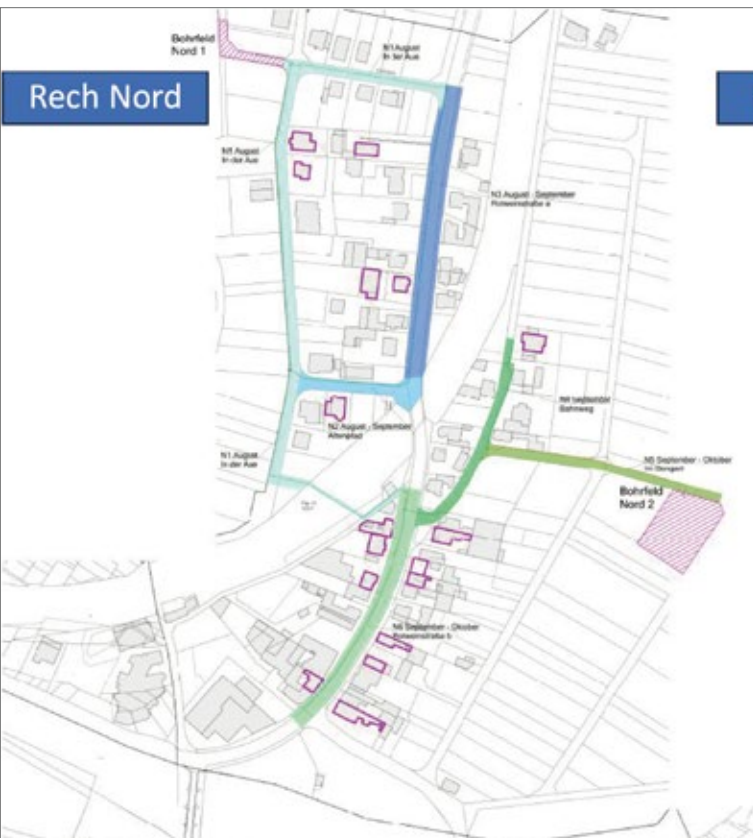 Bohrfeld
Nord 1
Rech Nord
N1 August
In der Aue
N1 August
In der Aue
N3 August - September
Rotweinstraße a
N4 September
Bahnweg
N2 August - September
N1 August
In der Aue
N5 September - Oktober
Bohrfeld
Nord 2
N6 September - Oktober
Rotweinstraße b